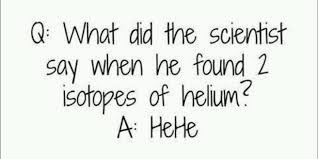 Q: What did the scientist
say when he found 2
isotopes of helium?
A: HeHe